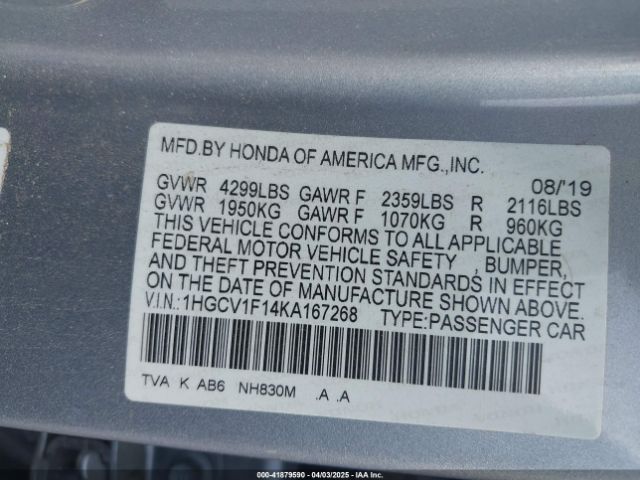 MFD.BY HONDA OF AMERICA MFG.,INC.
08/'19
GVWR 4299LBS GAWR F 2359LBS R 2116LBS
GVWR 1950KG GAWR F 1070KG R 960KG
THIS VEHICLE CONFORMS TO ALL APPLICABLE
FEDERAL MOTOR VEHICLE SAFETY , BUMPER,
AND THEFT PREVENTION STANDARDS IN EFFECT
ON THE DATE OF MANUFACTURE SHOWN ABOVE.
V.I.N.:1HGCV1F14KA167268 TYPE:PASSENGER CAR
TVA K AB6 NH830M .A .A
000-41879590 - 04/03/2025 - IAA Inc.